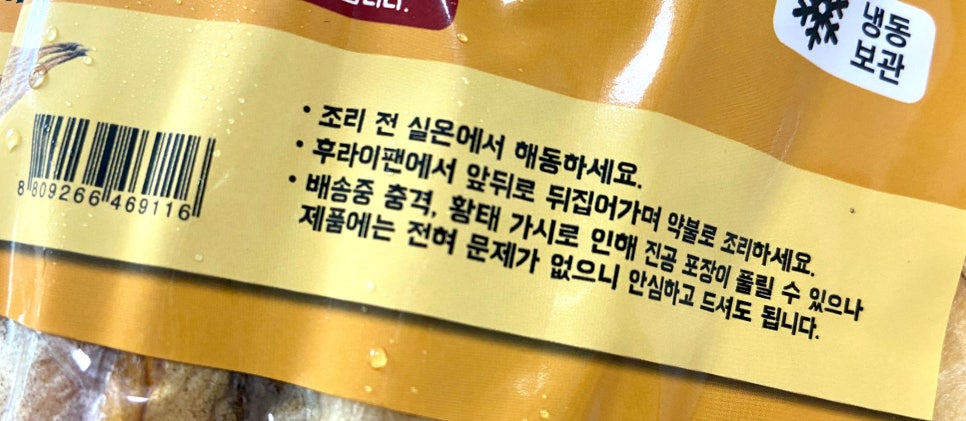 냉동
보관
• 조리 전 실온에서 해동하세요.
• 후라이팬에서 앞뒤로 뒤집어가며 약불로 조리하세요.
• 배송중 충격, 황태 가시로 인해 진공 포장이 풀릴 수 있으나
제품에는 전혀 문제가 없으니 안심하고 드셔도 됩니다.
8 809266 469116